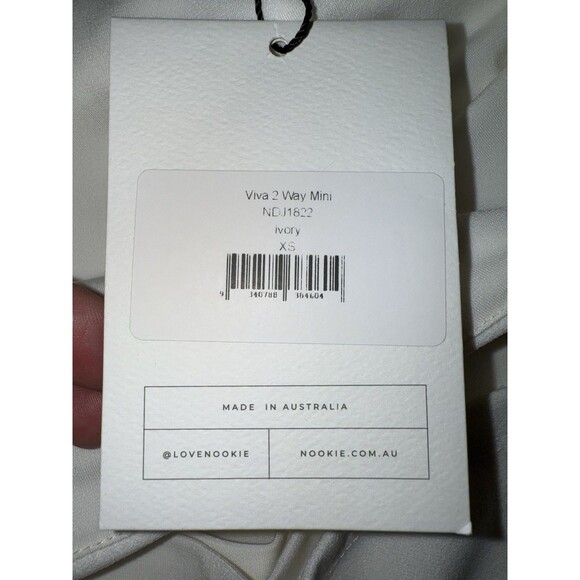 Viva 2 Way Mini
NDJ1822
Ivory
XS
9 340788 364604
MADE IN AUSTRALIA
@LOVENOOKIE
NOOKIE.COM.AU